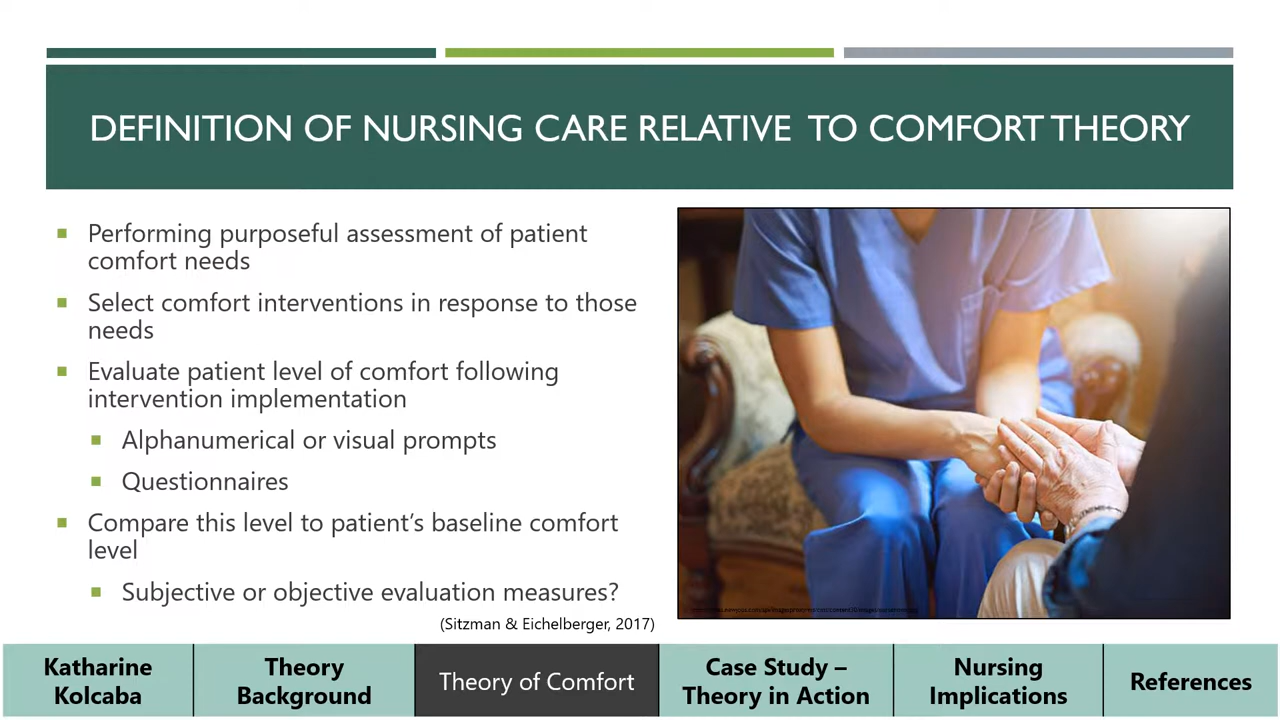 DEFINITION OF NURSING CARE RELATIVE TO COMFORT THEORY
Performing purposeful assessment of patient
comfort needs
Select comfort interventions in response to those
needs
Evaluate patient level of comfort following
intervention implementation
Alphanumerical or visual prompts
Questionnaires
Compare this level to patient’s baseline comfort
level
Subjective or objective evaluation measures?
(Sitzman & Eichelberger, 2017)
Katharine
Kolcaba
Theory
Background
Theory of Comfort
Case Study –
Theory in Action
Nursing
Implications
References